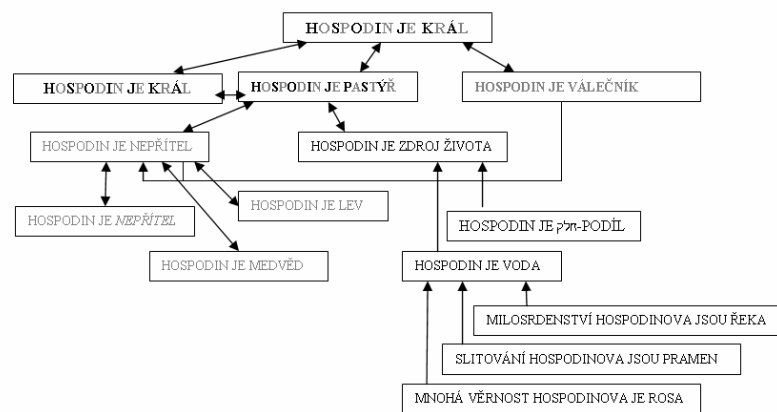 HOSPODIN JE KRÁL
HOSPODIN JE KRÁL
HOSPODIN JE PASTÝŘ
HOSPODIN JE VÁLEČNÍK
HOSPODIN JE NEPŘÍTEL
HOSPODIN JE ZDROJ ŽIVOTA
HOSPODIN JE LEV
HOSPODIN JE NEPŘÍTEL
HOSPODIN JE חלק-PODÍL
HOSPODIN JE MEDVĚD
HOSPODIN JE VODA
MILOSRDENSTVÍ HOSPODINOVA JSOU ŘEKA
SLITOVÁNÍ HOSPODINOVA JSOU PRAMEN
MNOHÁ VĚRNOST HOSPODINOVA JE ROSA